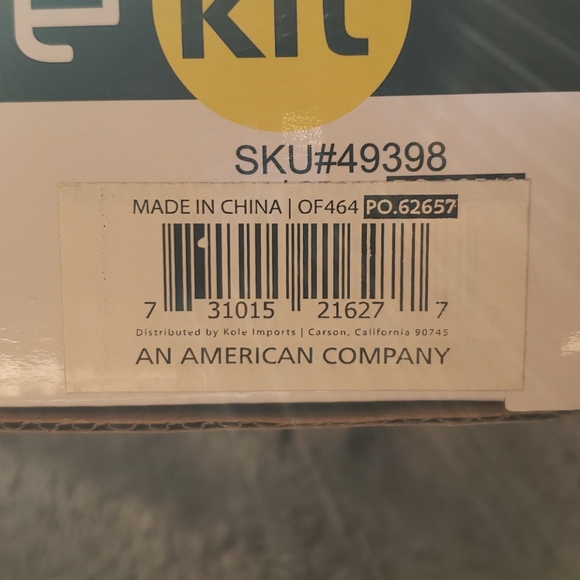 e kit
SKU#49398
MADE IN CHINA | OF464 PO.62657
7 31015 21627 7
Distributed by Kole Imports | Carson, California 90745
AN AMERICAN COMPANY